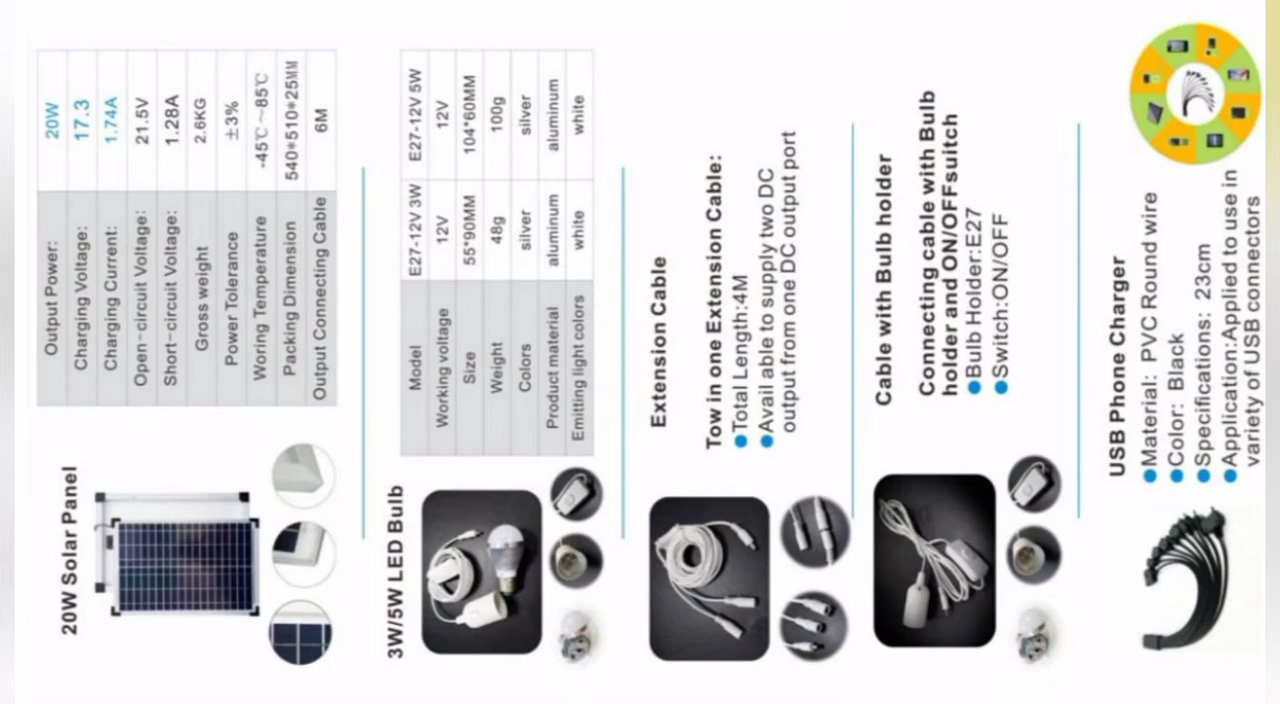 20W Solar Panel
Output Power: 20W
Charging Voltage: 17.3
Charging Current: 1.74A
Open-circuit Voltage: 21.5V
Short-circuit Voltage: 1.28A
Gross weight 2.6KG
Power Tolerance ±3%
Woring Temperature -45℃~85℃
Packing Dimension 540*510*25MM
Output Connecting Cable 6M
3W/5W LED Bulb
Model E27-12V 3W E27-12V 5W
Working voltage 12V 12V
Size 55*90MM 104*60MM
Weight 48g 100g
Colors silver silver
Product material aluminum aluminum
Emitting light colors white white
Extension Cable
Tow in one Extension Cable:
Total Length:4M
Avail able to supply two DC
output from one DC output port
Cable with Bulb holder
Connecting cable with Bulb
holder and ON/OFFsuitch
Bulb Holder:E27
Switch:ON/OFF
USB Phone Charger
Material: PVC Round wire
Color: Black
Specifications: 23cm
Application:Applied to use in
variety of USB connectors